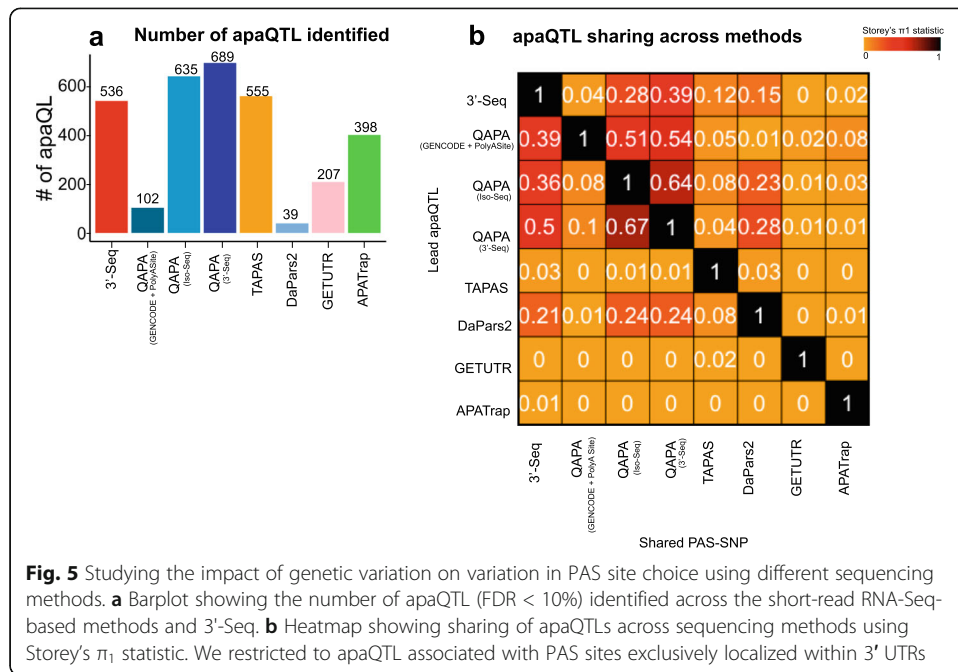 a
Number of apaQTL identified
# of apaQL
600
400
200
0
536
102
635
689
555
39
207
398
3'-Seq
QAPA
(GENCODE + PolyASite)
QAPA
(Iso-Seq)
QAPA
(3'-Seq)
TAPAS
DaPars2
GETUTR
APATrap
b
apaQTL sharing across methods
Storey's π1 statistic
0 1
Lead apaQTL
3'-Seq 1 0.04 0.28 0.39 0.12 0.15 0 0.02
QAPA
(GENCODE + PolyASite)
0.39 1 0.51 0.54 0.05 0.01 0.02 0.08
QAPA
(Iso-Seq)
0.36 0.08 1 0.64 0.08 0.23 0.01 0.03
QAPA
(3'-Seq)
0.5 0.1 0.67 1 0.04 0.28 0.01 0.01
TAPAS 0.03 0 0.01 0.01 1 0.03 0 0
DaPars2 0.21 0.01 0.24 0.24 0.08 1 0 0.01
GETUTR 0 0 0 0 0.02 0 1 0
APATrap 0.01 0 0 0 0 0 0 1
3'-Seq
QAPA
(GENCODE + PolyA Site)
QAPA
(Iso-Seq)
QAPA
(3'-Seq)
TAPAS
DaPars2
GETUTR
APATrap
Shared PAS-SNP
Fig. 5 Studying the impact of genetic variation on variation in PAS site choice using different sequencing
methods. a Barplot showing the number of apaQTL (FDR < 10%) identified across the short-read RNA-Seq-
based methods and 3'-Seq. b Heatmap showing sharing of apaQTLs across sequencing methods using
Storey's π1 statistic. We restricted to apaQTL associated with PAS sites exclusively localized within 3′ UTRs